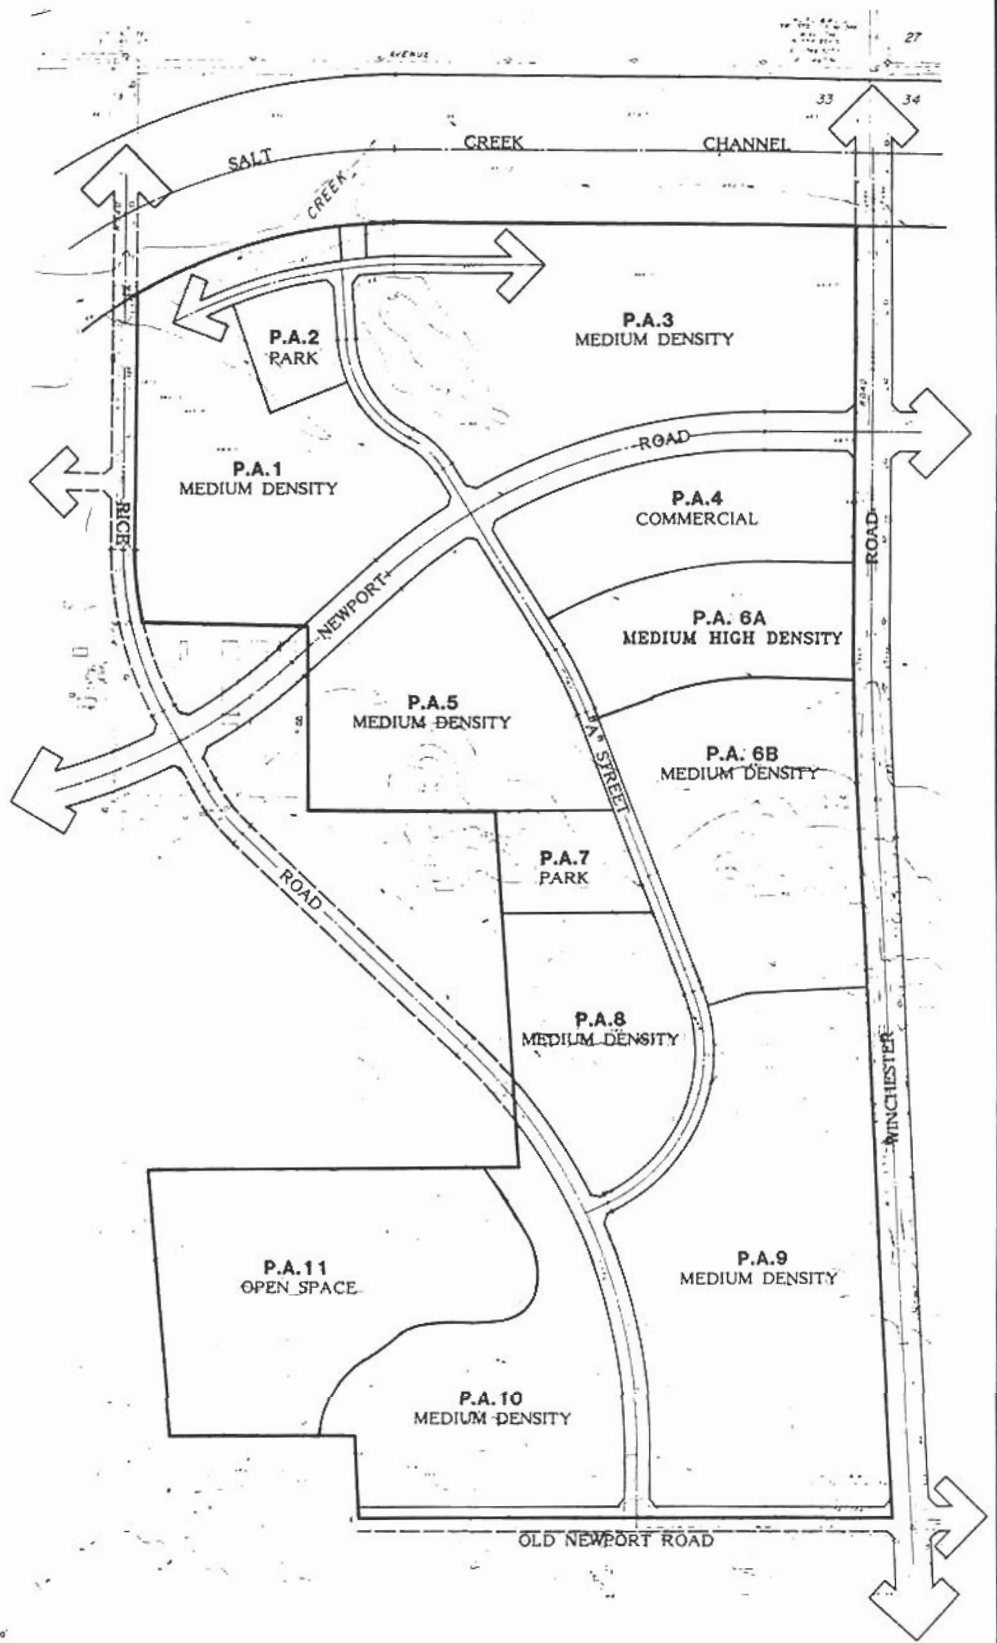 AVENUE
27
33
34
SALT CREEK CHANNEL
CREEK
P.A.2
PARK
P.A.3
MEDIUM DENSITY
ROAD
ROAD
P.A.1
MEDIUM DENSITY
P.A.4
COMMERCIAL
RICE
ROAD
NEWPORT
P.A. 6A
MEDIUM HIGH DENSITY
P.A.5
MEDIUM DENSITY
"A" STREET
P.A. 6B
MEDIUM DENSITY
P.A.7
PARK
ROAD
P.A.8
MEDIUM DENSITY
WINCHESTER
P.A.11
OPEN SPACE
P.A.9
MEDIUM DENSITY
P.A.10
MEDIUM DENSITY
OLD NEWPORT ROAD